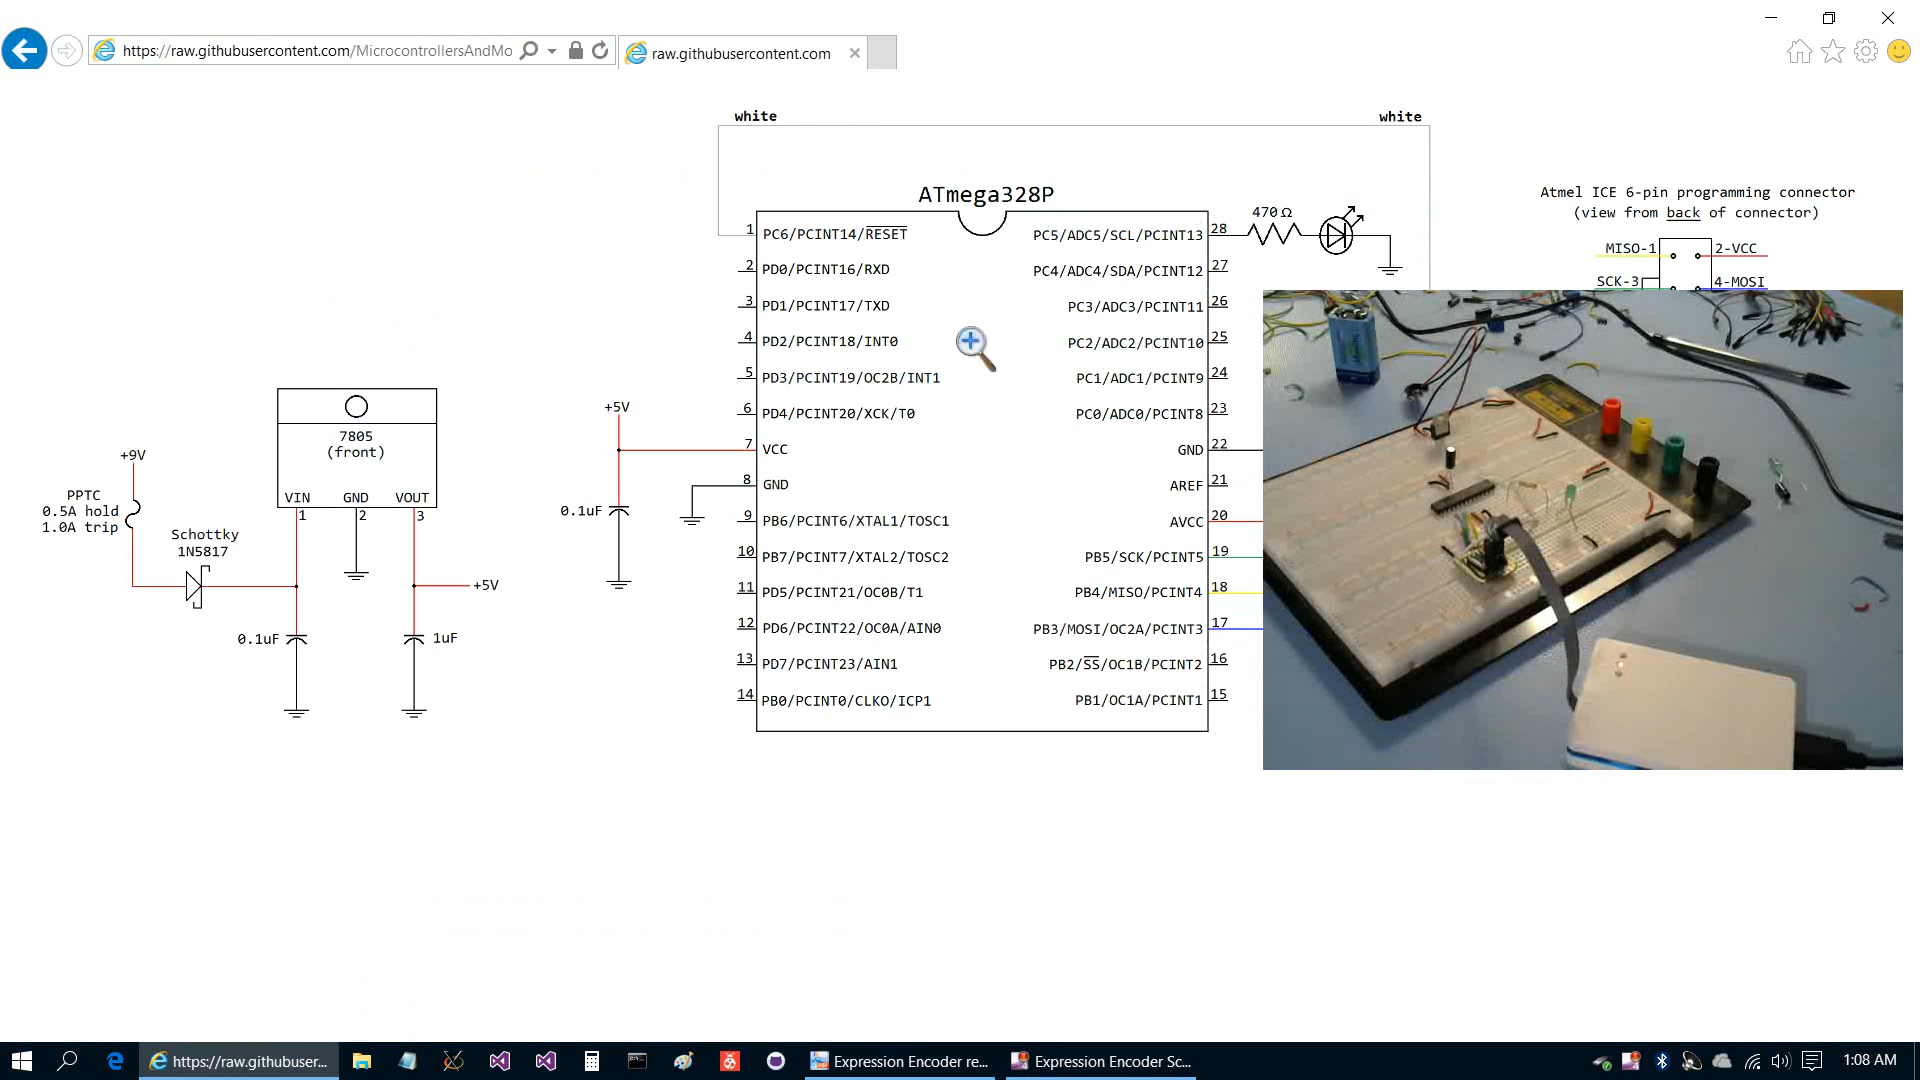 https://raw.githubusercontent.com/MicrocontrollersAndMo
raw.githubusercontent.com
white
white
ATmega328P
Atmel ICE 6-pin programming connector
(view from back of connector)
MISO-1
2-VCC
SCK-3
4-MOSI
470 Ω
1 PC6/PCINT14/RESET
2 PD0/PCINT16/RXD
3 PD1/PCINT17/TXD
4 PD2/PCINT18/INT0
5 PD3/PCINT19/OC2B/INT1
6 PD4/PCINT20/XCK/T0
7 VCC
8 GND
9 PB6/PCINT6/XTAL1/TOSC1
10 PB7/PCINT7/XTAL2/TOSC2
11 PD5/PCINT21/OC0B/T1
12 PD6/PCINT22/OC0A/AIN0
13 PD7/PCINT23/AIN1
14 PB0/PCINT0/CLKO/ICP1
PC5/ADC5/SCL/PCINT13 28
PC4/ADC4/SDA/PCINT12 27
PC3/ADC3/PCINT11 26
PC2/ADC2/PCINT10 25
PC1/ADC1/PCINT9 24
PC0/ADC0/PCINT8 23
GND 22
AREF 21
AVCC 20
PB5/SCK/PCINT5 19
PB4/MISO/PCINT4 18
PB3/MOSI/OC2A/PCINT3 17
PB2/SS/OC1B/PCINT2 16
PB1/OC1A/PCINT1 15
+5V
0.1uF
7805
(front)
VIN GND VOUT
1 2 3
+9V
PPTC
0.5A hold
1.0A trip
Schottky
1N5817
+5V
0.1uF
1uF
https://raw.githubuser...
Expression Encoder re...
Expression Encoder Sc...
1:08 AM